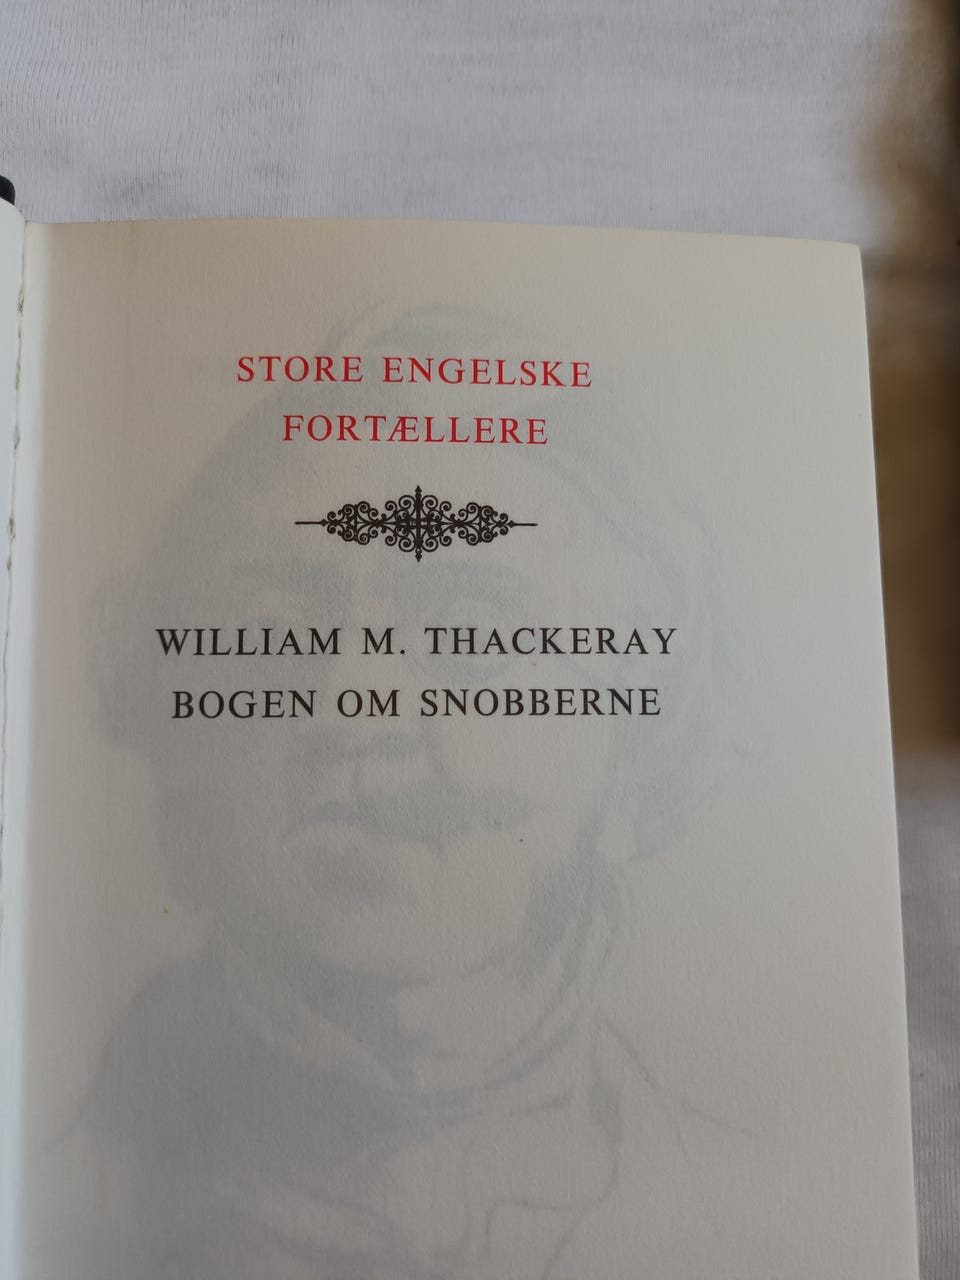 STORE ENGELSKE
FORTÆLLERE
WILLIAM M. THACKERAY
BOGEN OM SNOBBERNE